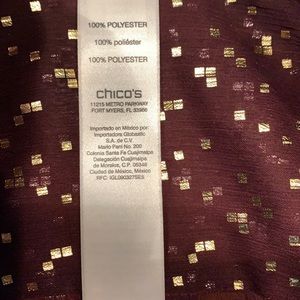 100% POLYESTER
100% poliéster
100% POLYESTER
chico's
11215 METRO PARKWAY
FORT MYERS, FL 33966
Importado en México por:
Importadora Globastic
S.A. de C.V.
Mario Pani No. 200
Colonia Santa Fe Cuajimalpa
Delegación Cuajimalpa
de Morelos, C.P. 05348
Ciudad de México, México
RFC: IGL090327SE5